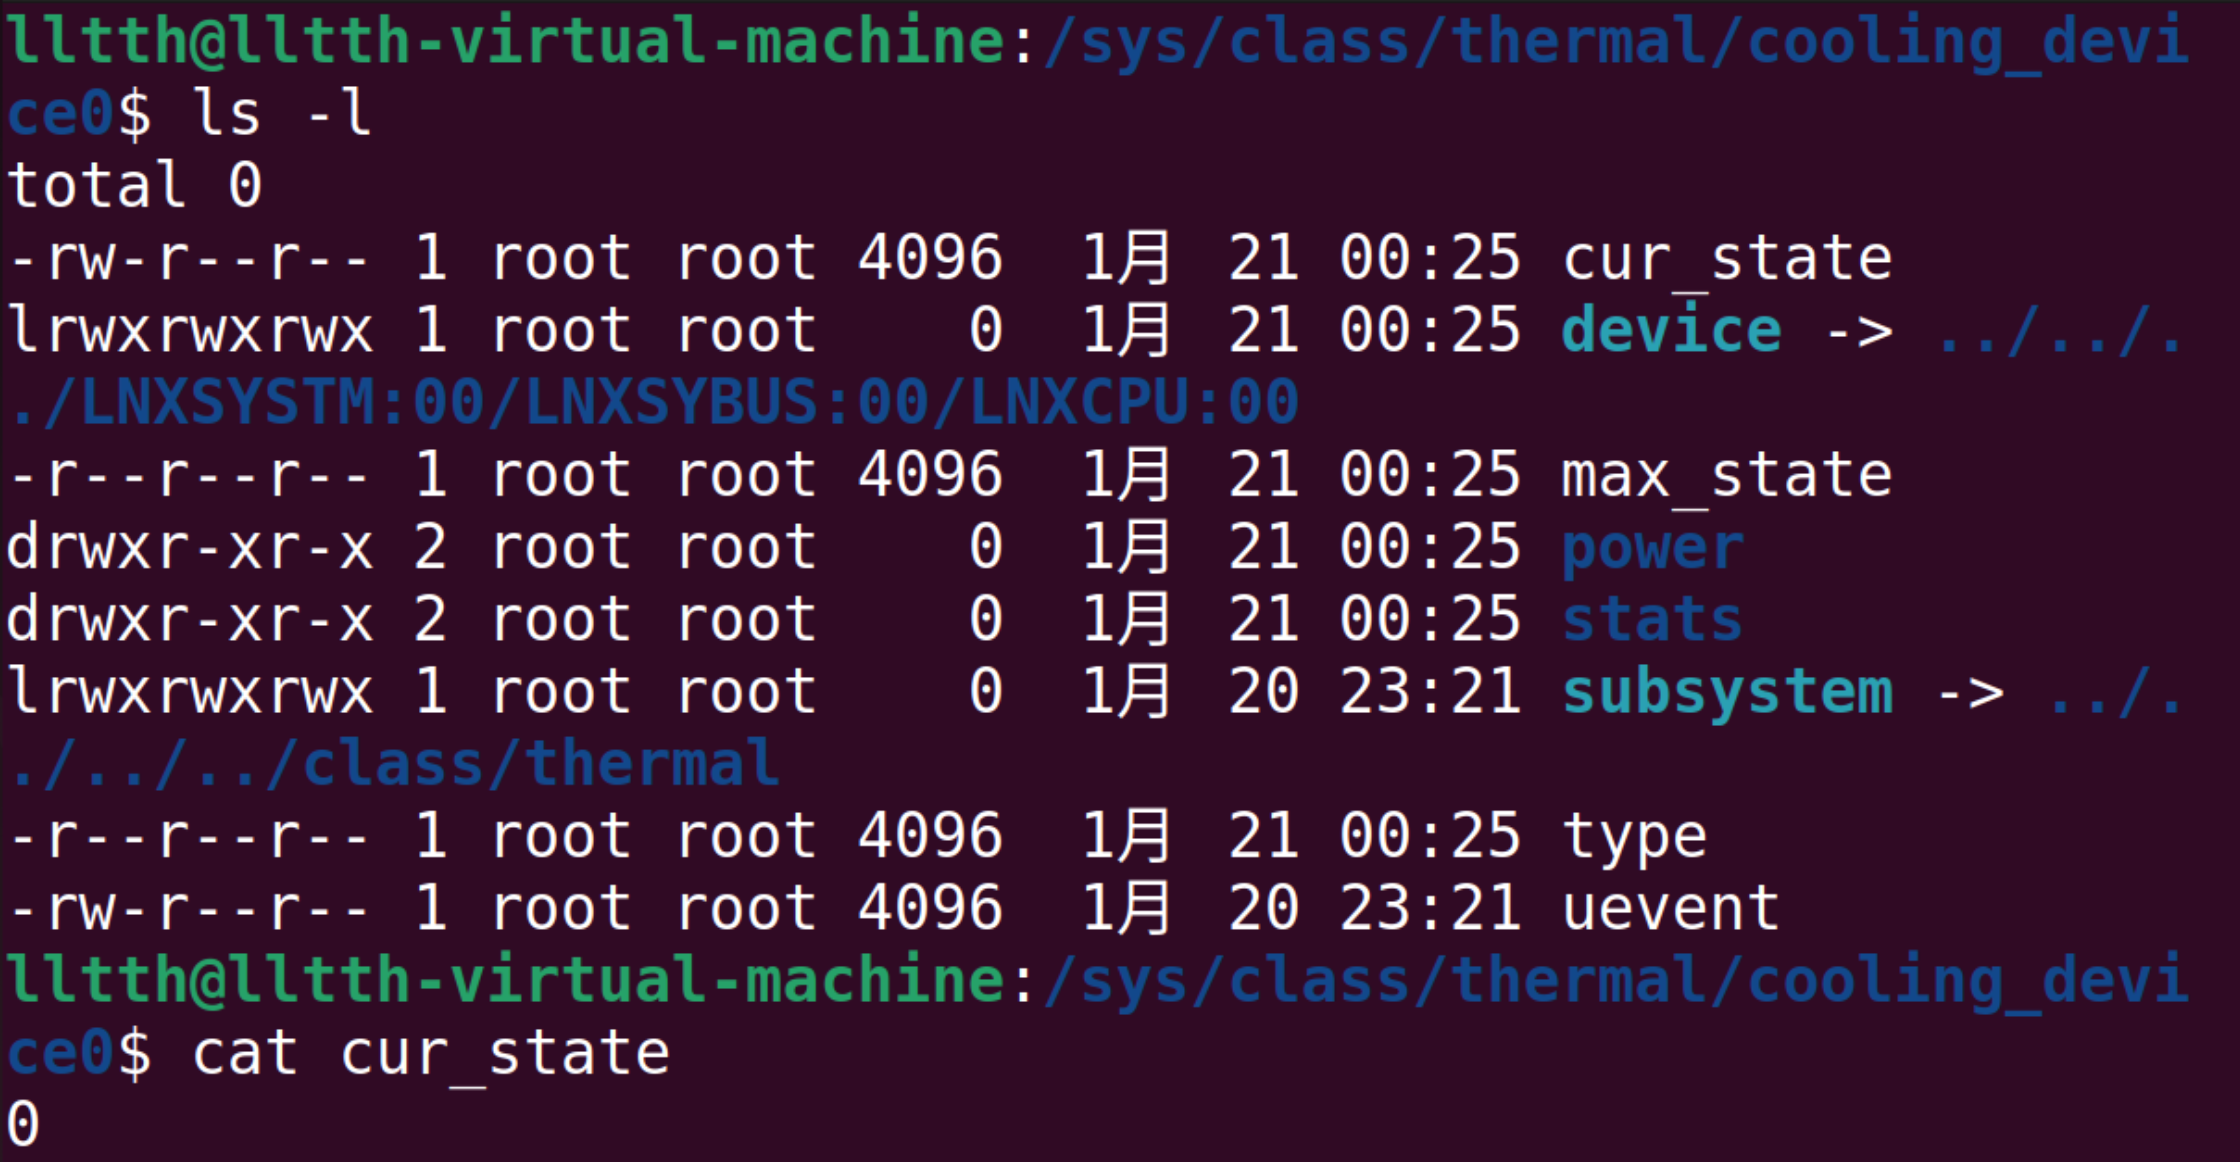 lltth@lltth-virtual-machine:/sys/class/thermal/cooling_devi
ce0$ ls -l
total 0
-rw-r--r-- 1 root root 4096  1月 21 00:25 cur_state
lrwxrwxrwx 1 root root    0  1月 21 00:25 device -> ../../.
./LNXSYSTM:00/LNXSYBUS:00/LNXCPU:00
-r--r--r-- 1 root root 4096  1月 21 00:25 max_state
drwxr-xr-x 2 root root    0  1月 21 00:25 power
drwxr-xr-x 2 root root    0  1月 21 00:25 stats
lrwxrwxrwx 1 root root    0  1月 20 23:21 subsystem -> ../.
./../../class/thermal
-r--r--r-- 1 root root 4096  1月 21 00:25 type
-rw-r--r-- 1 root root 4096  1月 20 23:21 uevent
lltth@lltth-virtual-machine:/sys/class/thermal/cooling_devi
ce0$ cat cur_state
0